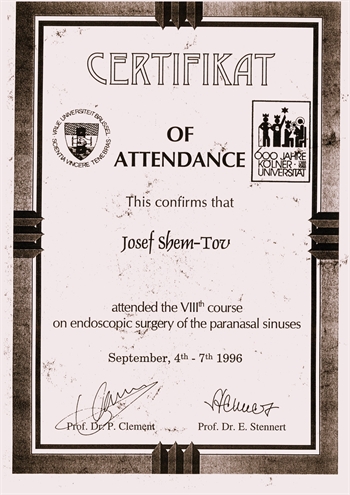 CERTIFIKAT
OF
ATTENDANCE
VRIJE UNIVERSITEIT BRUSSEL
SCIENTIA VINCERE TENEBRAS
600 JAHRE
KÖLNER
UNIVERSITÄT
This confirms that
Josef Shem-Tov
attended the VIIIth course
on endoscopic surgery of the paranasal sinuses
September, 4th - 7th 1996
Prof. Dr. P. Clement
Prof. Dr. E. Stennert